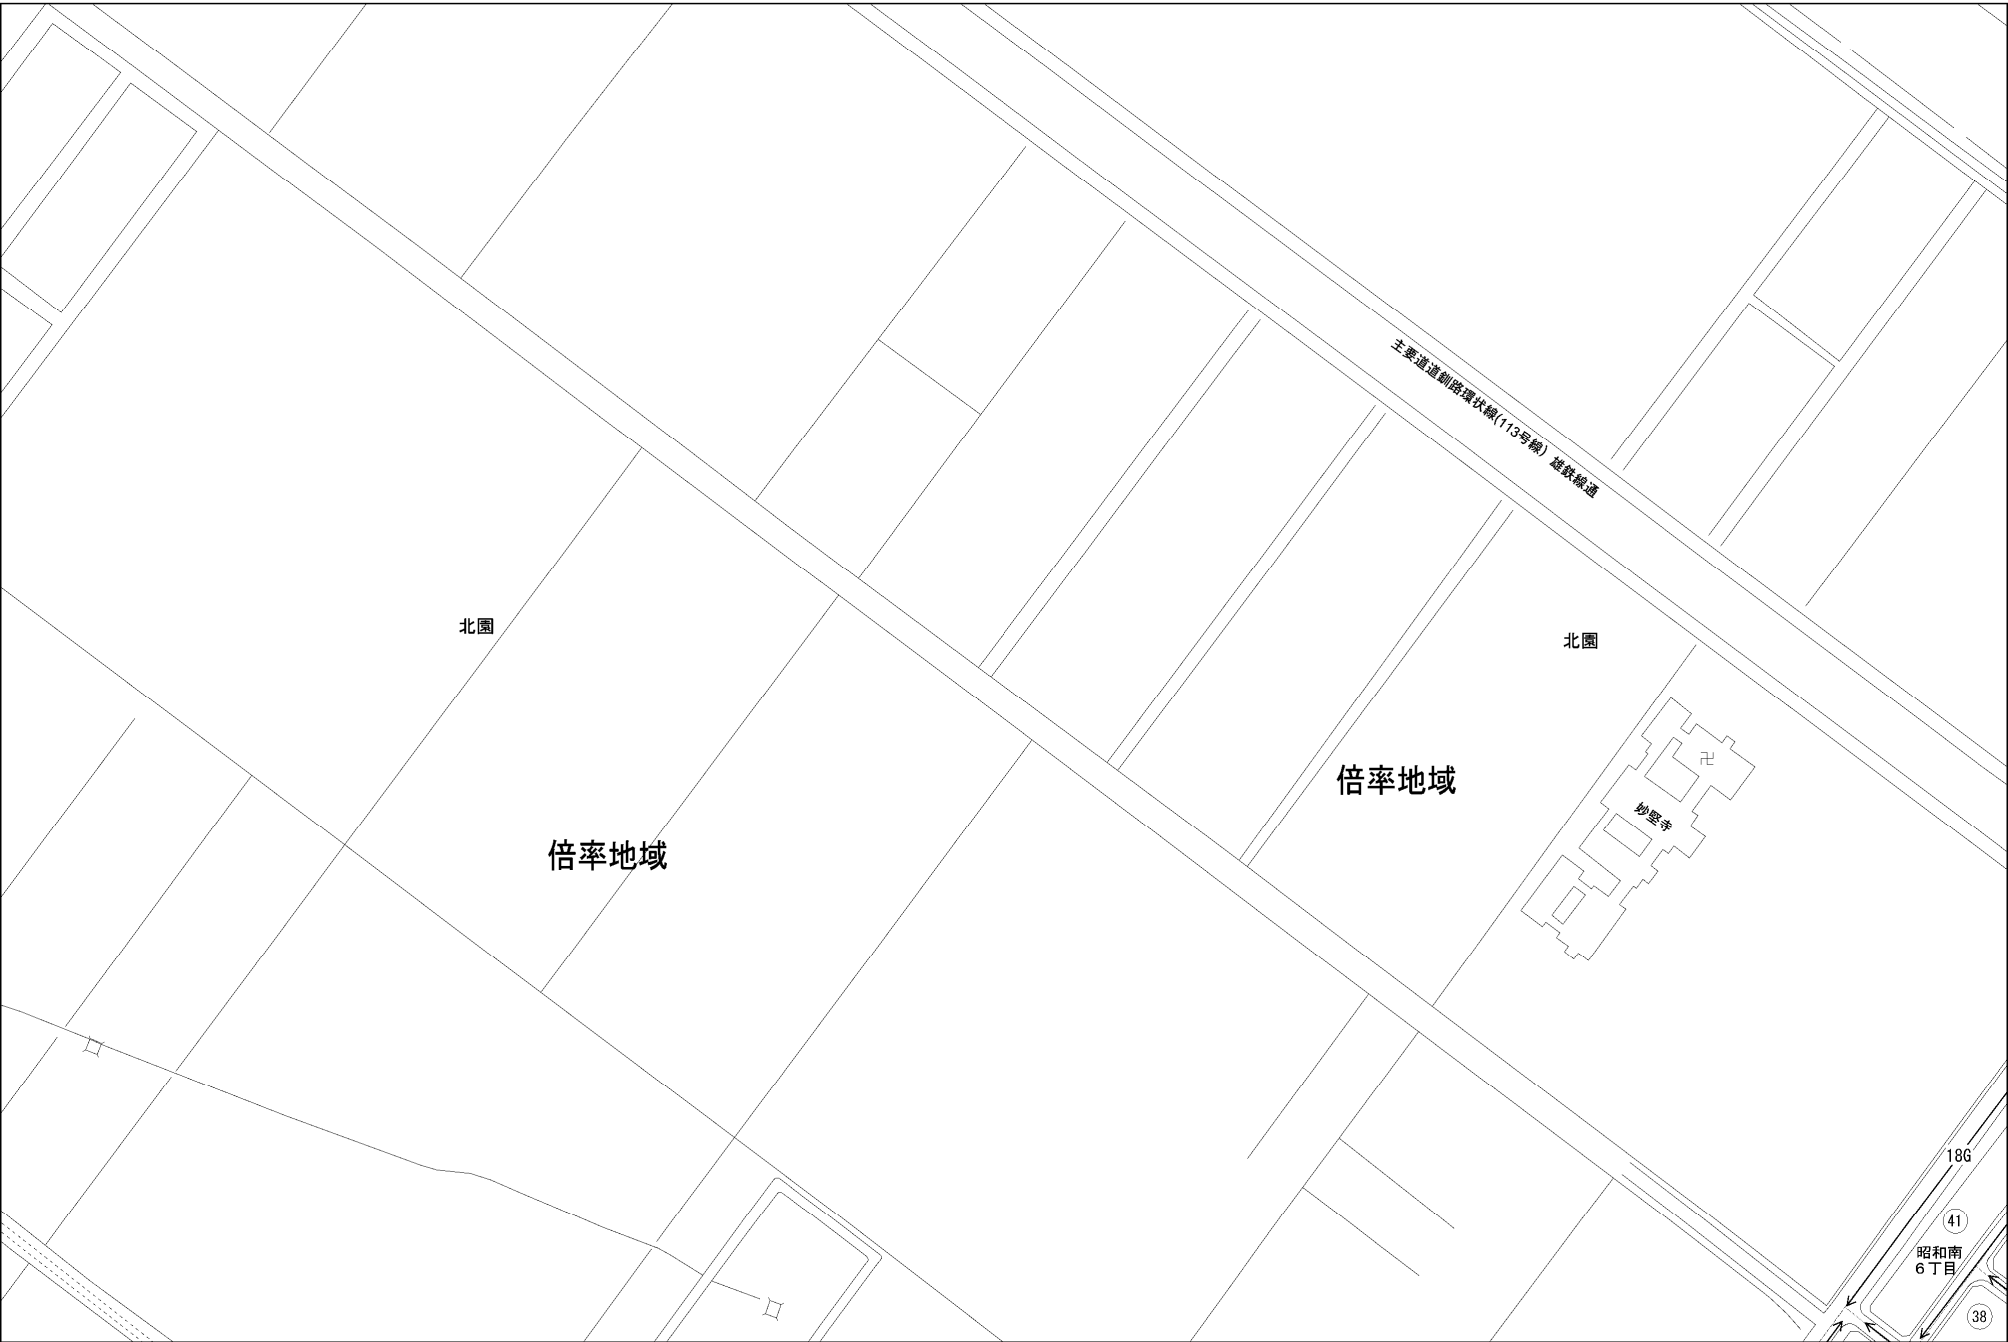 主要道道釧路環状線(113号線) 雄鉄線通
北園
北園
倍率地域
卍
妙堅寺
倍率地域
18G
41
昭和南
6丁目
38